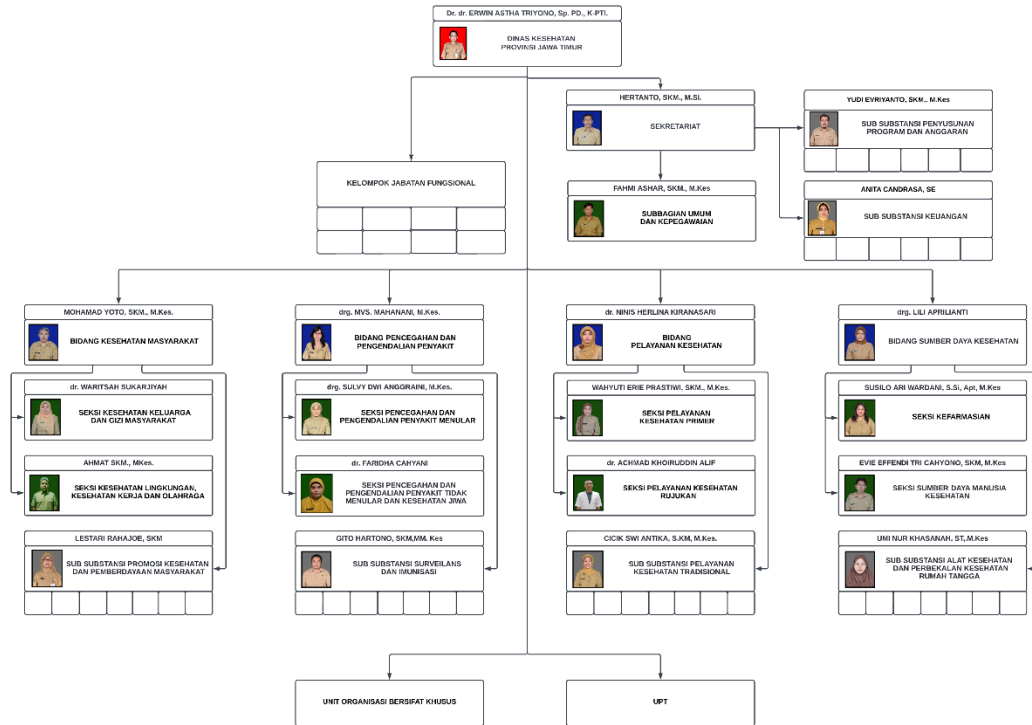 Dr. dr. ERWIN ASTHA TRIYONO, Sp. PD., K-PTI.
DINAS KESEHATAN
PROVINSI JAWA TIMUR
HERTANTO, SKM., M.Si.
SEKRETARIAT
YUDI EVRIYANTO, SKM., M.Kes
SUB SUBSTANSI PENYUSUNAN
PROGRAM DAN ANGGARAN
KELOMPOK JABATAN FUNGSIONAL
FAHMI ASHAR, SKM., M.Kes
SUBBAGIAN UMUM
DAN KEPEGAWAIAN
ANITA CANDRASA, SE
SUB SUBSTANSI KEUANGAN
MOHAMAD YOTO, SKM., M.Kes.
BIDANG KESEHATAN MASYARAKAT
drg. MVS. MAHANANI, M.Kes.
BIDANG PENCEGAHAN DAN
PENGENDALIAN PENYAKIT
dr. NINIS HERLINA KIRANASARI
BIDANG
PELAYANAN KESEHATAN
drg. LILI APRILIANTI
BIDANG SUMBER DAYA KESEHATAN
dr. WARITSAH SUKARJIYAH
SEKSI KESEHATAN KELUARGA
DAN GIZI MASYARAKAT
drg. SULVY DWI ANGGRAINI, M.Kes.
SEKSI PENCEGAHAN DAN
PENGENDALIAN PENYAKIT MENULAR
WAHYUTI ERIE PRASTIWI, SKM., M.Kes.
SEKSI PELAYANAN
KESEHATAN PRIMER
SUSILO ARI WARDANI, S.Si, Apt, M.Kes
SEKSI KEFARMASIAN
AHMAT SKM., MKes.
SEKSI KESEHATAN LINGKUNGAN,
KESEHATAN KERJA DAN OLAHRAGA
dr. FARIDHA CAHYANI
SEKSI PENCEGAHAN DAN
PENGENDALIAN PENYAKIT TIDAK
MENULAR DAN KESEHATAN JIWA
dr. ACHMAD KHOIRUDDIN ALIF
SEKSI PELAYANAN KESEHATAN
RUJUKAN
EVIE EFFENDI TRI CAHYONO, SKM, M.Kes
SEKSI SUMBER DAYA MANUSIA
KESEHATAN
LESTARI RAHAJOE, SKM
SUB SUBSTANSI PROMOSI KESEHATAN
DAN PEMBERDAYAAN MASYARAKAT
GITO HARTONO, SKM,MM. Kes
SUB SUBSTANSI SURVEILANS
DAN IMUNISASI
CICIK SWI ANTIKA, S.KM, M.Kes.
SUB SUBSTANSI PELAYANAN
KESEHATAN TRADISIONAL
UMI NUR KHASANAH, ST,.M.Kes
SUB SUBSTANSI ALAT KESEHATAN
DAN PERBEKALAN KESEHATAN
RUMAH TANGGA
UNIT ORGANISASI BERSIFAT KHUSUS
UPT